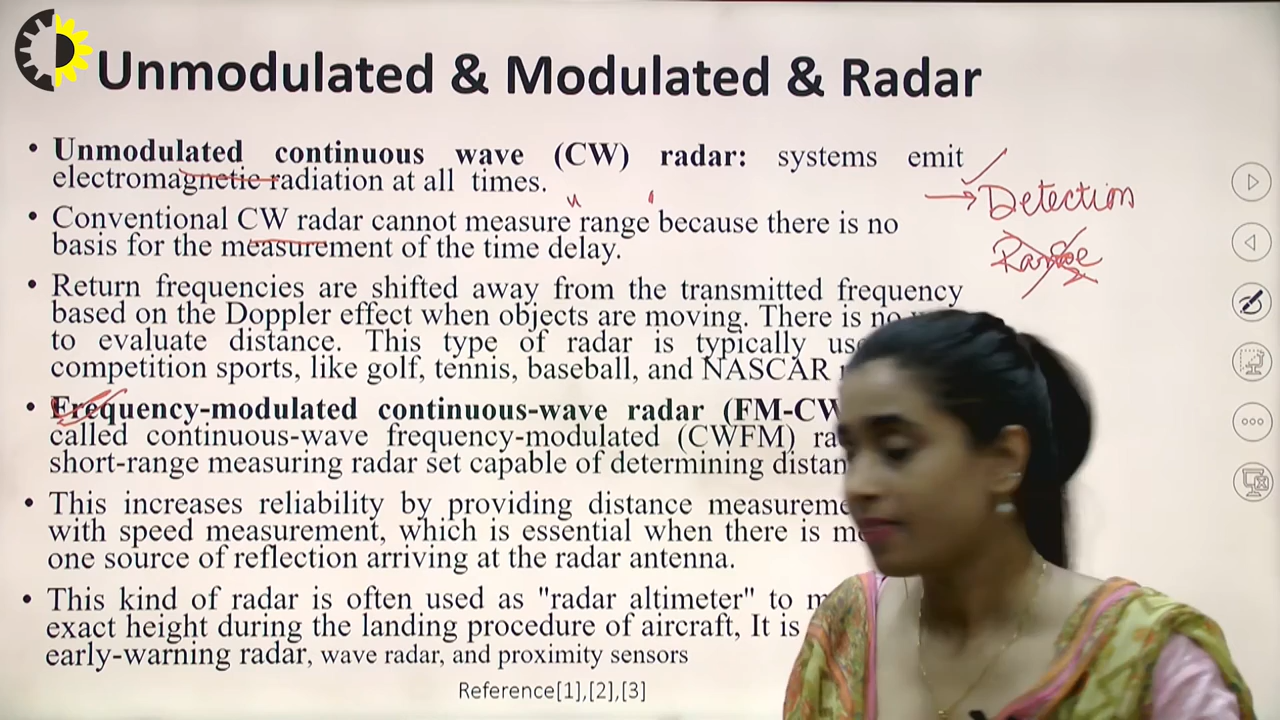 Unmodulated & Modulated & Radar
• Unmodulated continuous wave (CW) radar: systems emit
electromagnetic radiation at all times.
→ Detection
• Conventional CW radar cannot measure range because there is no
basis for the measurement of the time delay.
Range
• Return frequencies are shifted away from the transmitted frequency
based on the Doppler effect when objects are moving. There is no
to evaluate distance. This type of radar is typically
competition sports, like golf, tennis, baseball, and NASCAR
• Frequency-modulated continuous-wave radar (FM-CW
called continuous-wave frequency-modulated (CWFM)
short-range measuring radar set capable of determining
• This increases reliability by providing distance
with speed measurement, which is essential when there is
one source of reflection arriving at the radar antenna.
• This kind of radar is often used as "radar altimeter" to
exact height during the landing procedure of aircraft, It is
early-warning radar, wave radar, and proximity sensors
Reference[1],[2],[3]